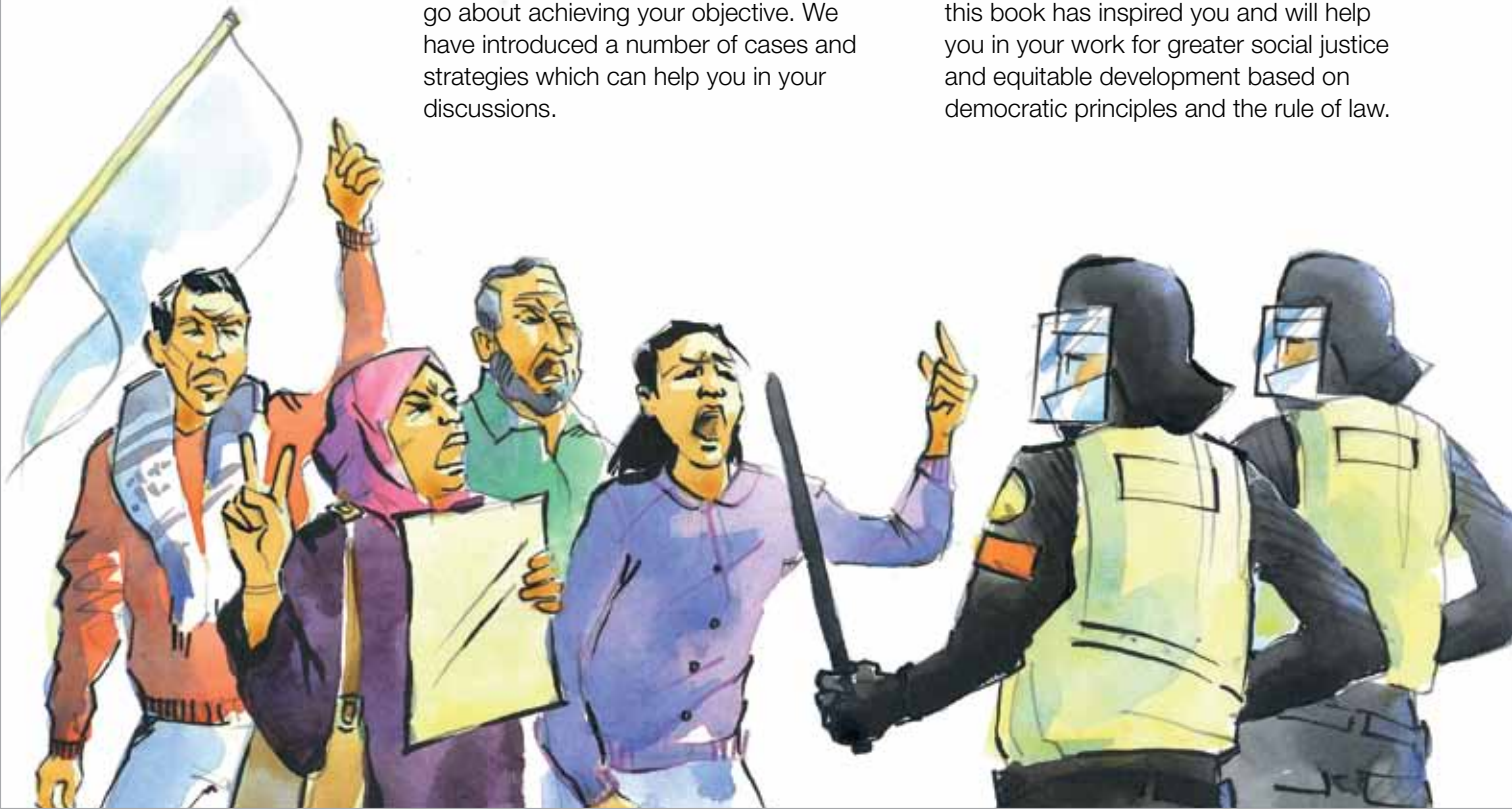 go about achieving your objective. We
have introduced a number of cases and
strategies which can help you in your
discussions.
this book has inspired you and will help
you in your work for greater social justice
and equitable development based on
democratic principles and the rule of law.